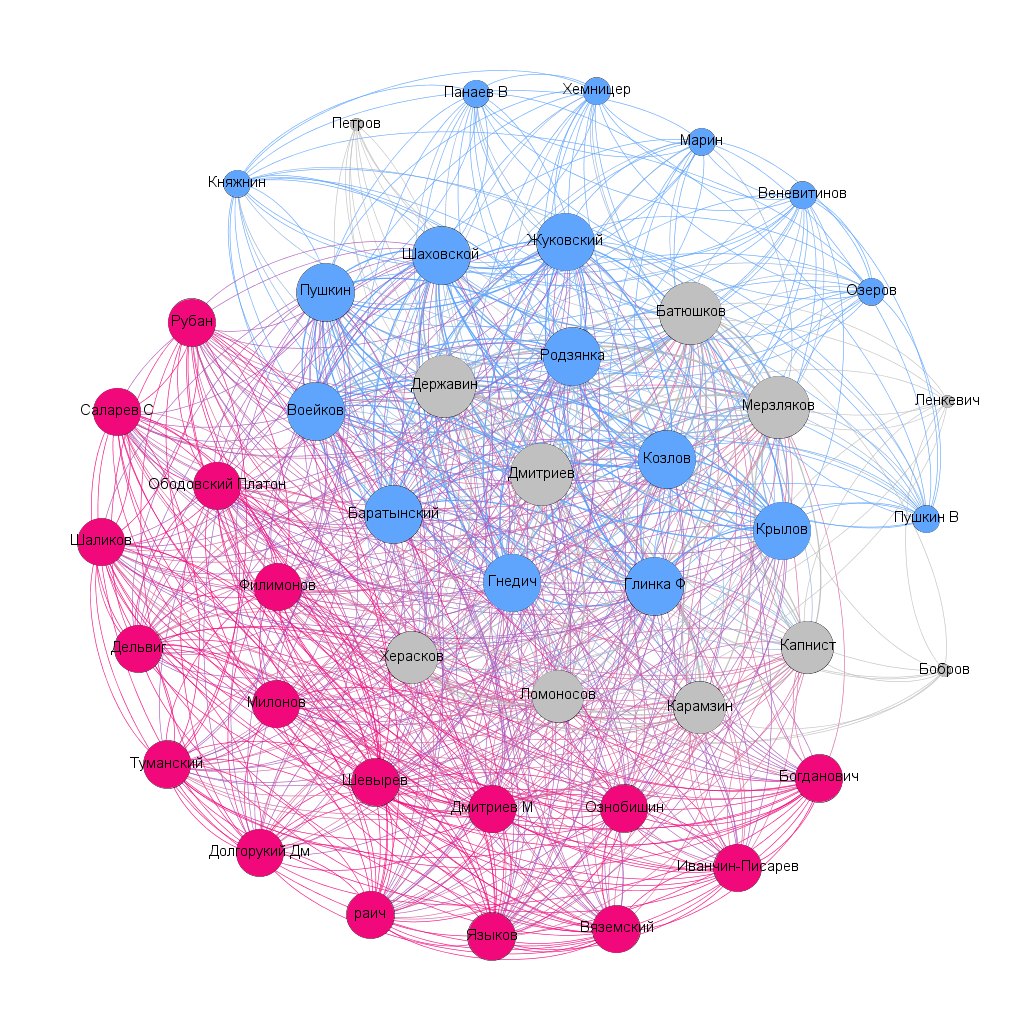 Панаев В
Хемницер
Петров
Марин
Княжнин
Веневитинов
Шаховской
Жуковский
Пушкин
Озеров
Батюшков
Рубан
Родзянка
Державин
Ленкевич
Мерзляков
Саларев С
Воейков
Козлов
Дмитриев
Ободовский Платон
Баратынский
Пушкин В
Крылов
Шаликов
Гнедич
Глинка Ф
Филимонов
Дельвиг
Капнист
Херасков
Бобров
Ломоносов
Милонов
Карамзин
Туманский
Шевырев
Богданович
Дмитриев М
Ознобишин
Долгорукий Дм
Иванчин-Писарев
раич
Языков
Вяземский